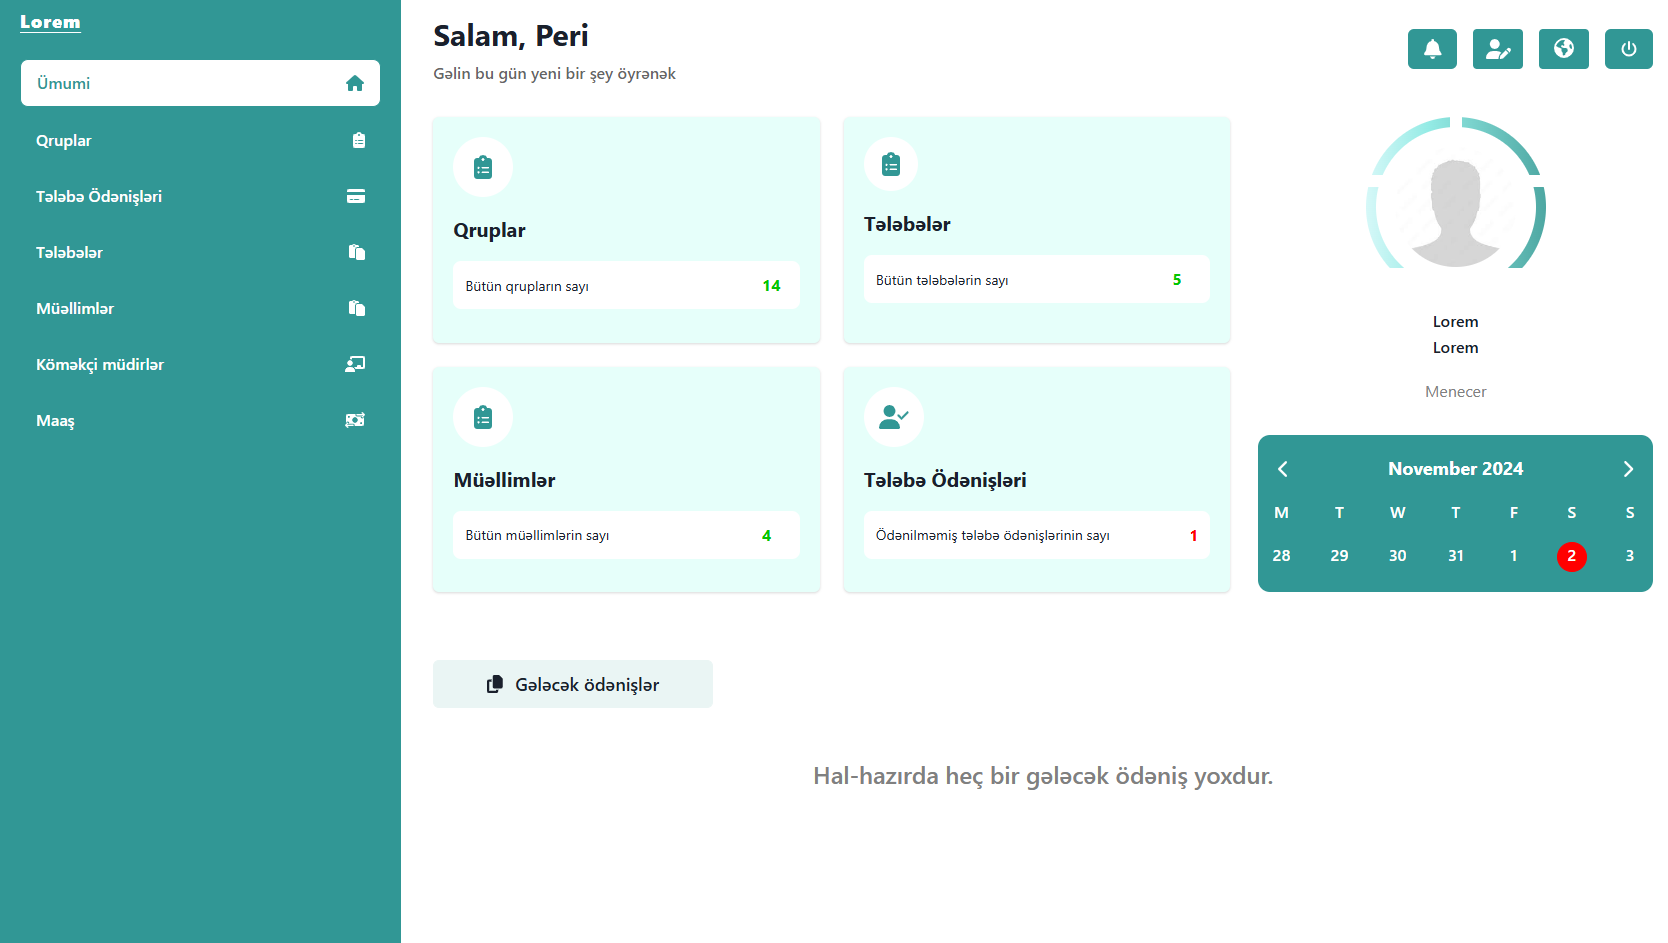 Lorem
Ümumi
Qruplar
Tələbə Ödənişləri
Tələbələr
Müəllimlər
Köməkçi müdirlər
Maaş
Salam, Peri
Gəlin bu gün yeni bir şey öyrənək
Qruplar
Bütün qrupların sayı 14
Tələbələr
Bütün tələbələrin sayı 5
Müəllimlər
Bütün müəllimlərin sayı 4
Tələbə Ödənişləri
Ödənilməmiş tələbə ödənişlərinin sayı 1
Lorem
Lorem
Menecer
November 2024
M T W T F S S
28 29 30 31 1 2 3
Gələcək ödənişlər
Hal-hazırda heç bir gələcək ödəniş yoxdur.